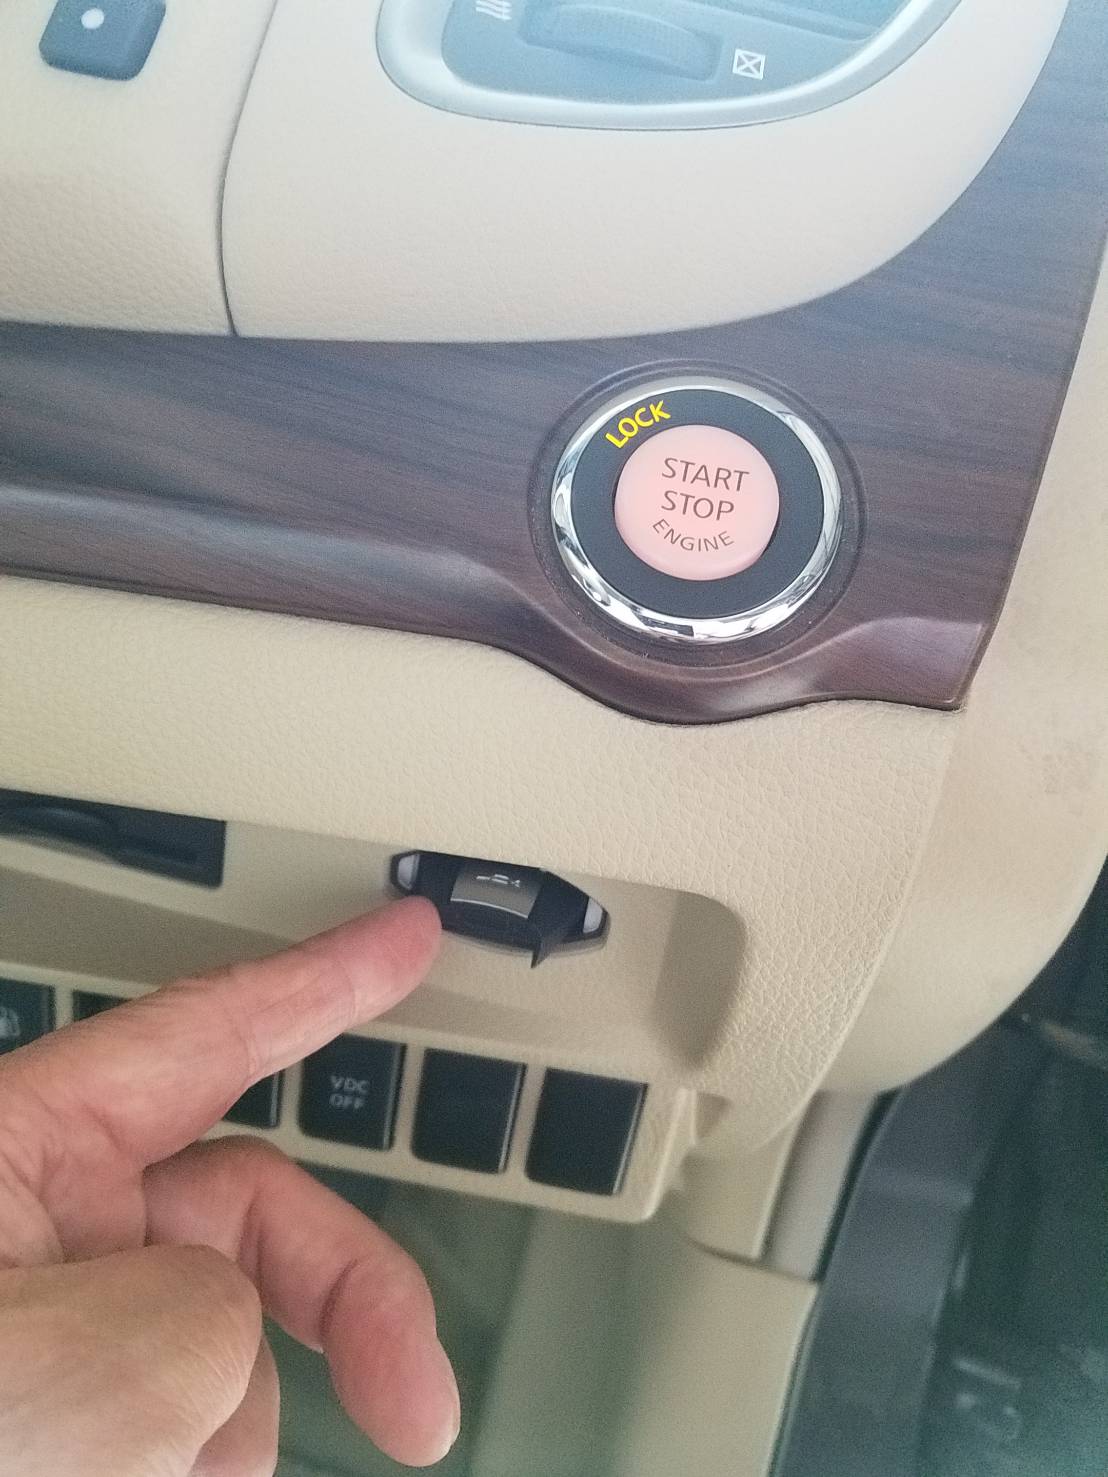 LOCK
START
STOP
ENGINE
VDC
OFF